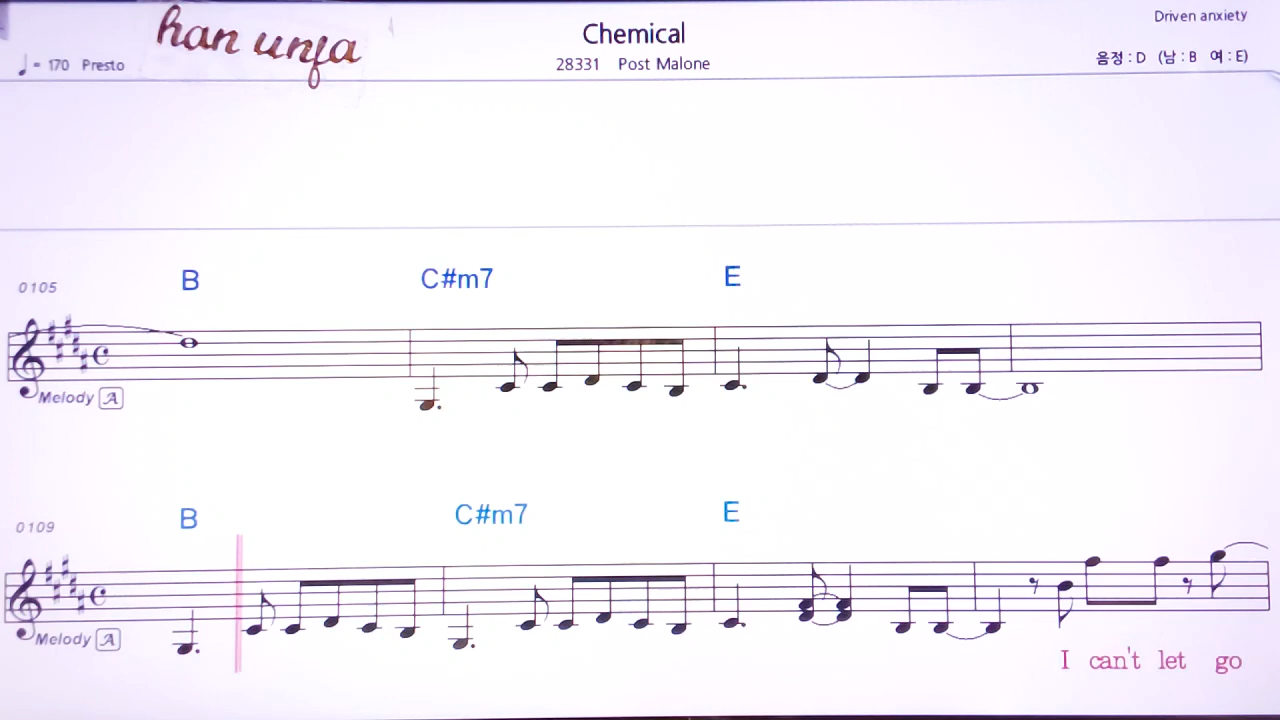 han unfa
Chemical
Driven anxiety
♩= 170 Presto
28331 Post Malone
음정 : D (남 : B 여 : E)
0105
B C#m7 E
Melody A
0109
B C#m7 E
Melody A
I can't let go